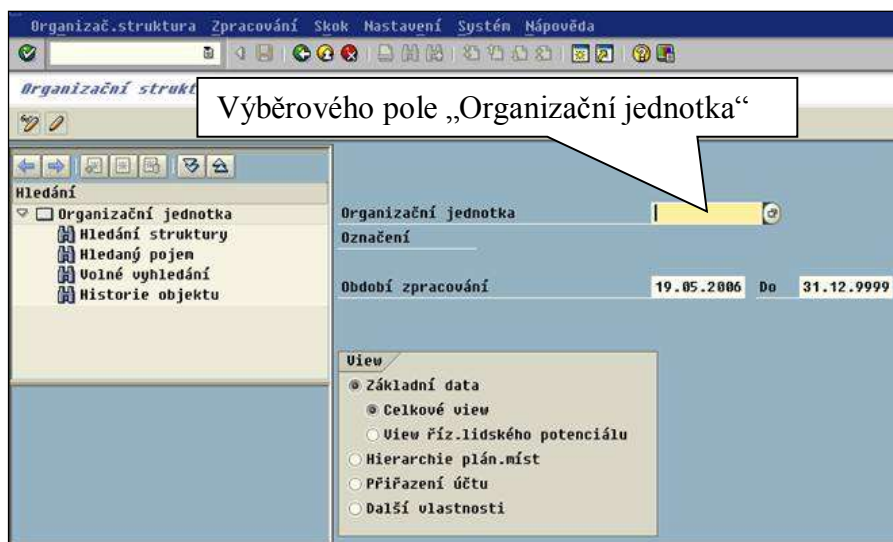 Organizač.struktura Zpracování Skok Nastavení Systém Nápověda
Organizační strukt
Výběrového pole „Organizační jednotka“
Hledání
Organizační jednotka
Hledání struktury
Hledaný pojem
Volné vyhledání
Historie objektu
Organizační jednotka
Označení
Období zpracování 19.05.2006 Do 31.12.9999
View
Základní data
Celkové view
View říz.lidského potenciálu
Hierarchie plán.míst
Přiřazení účtu
Další vlastnosti